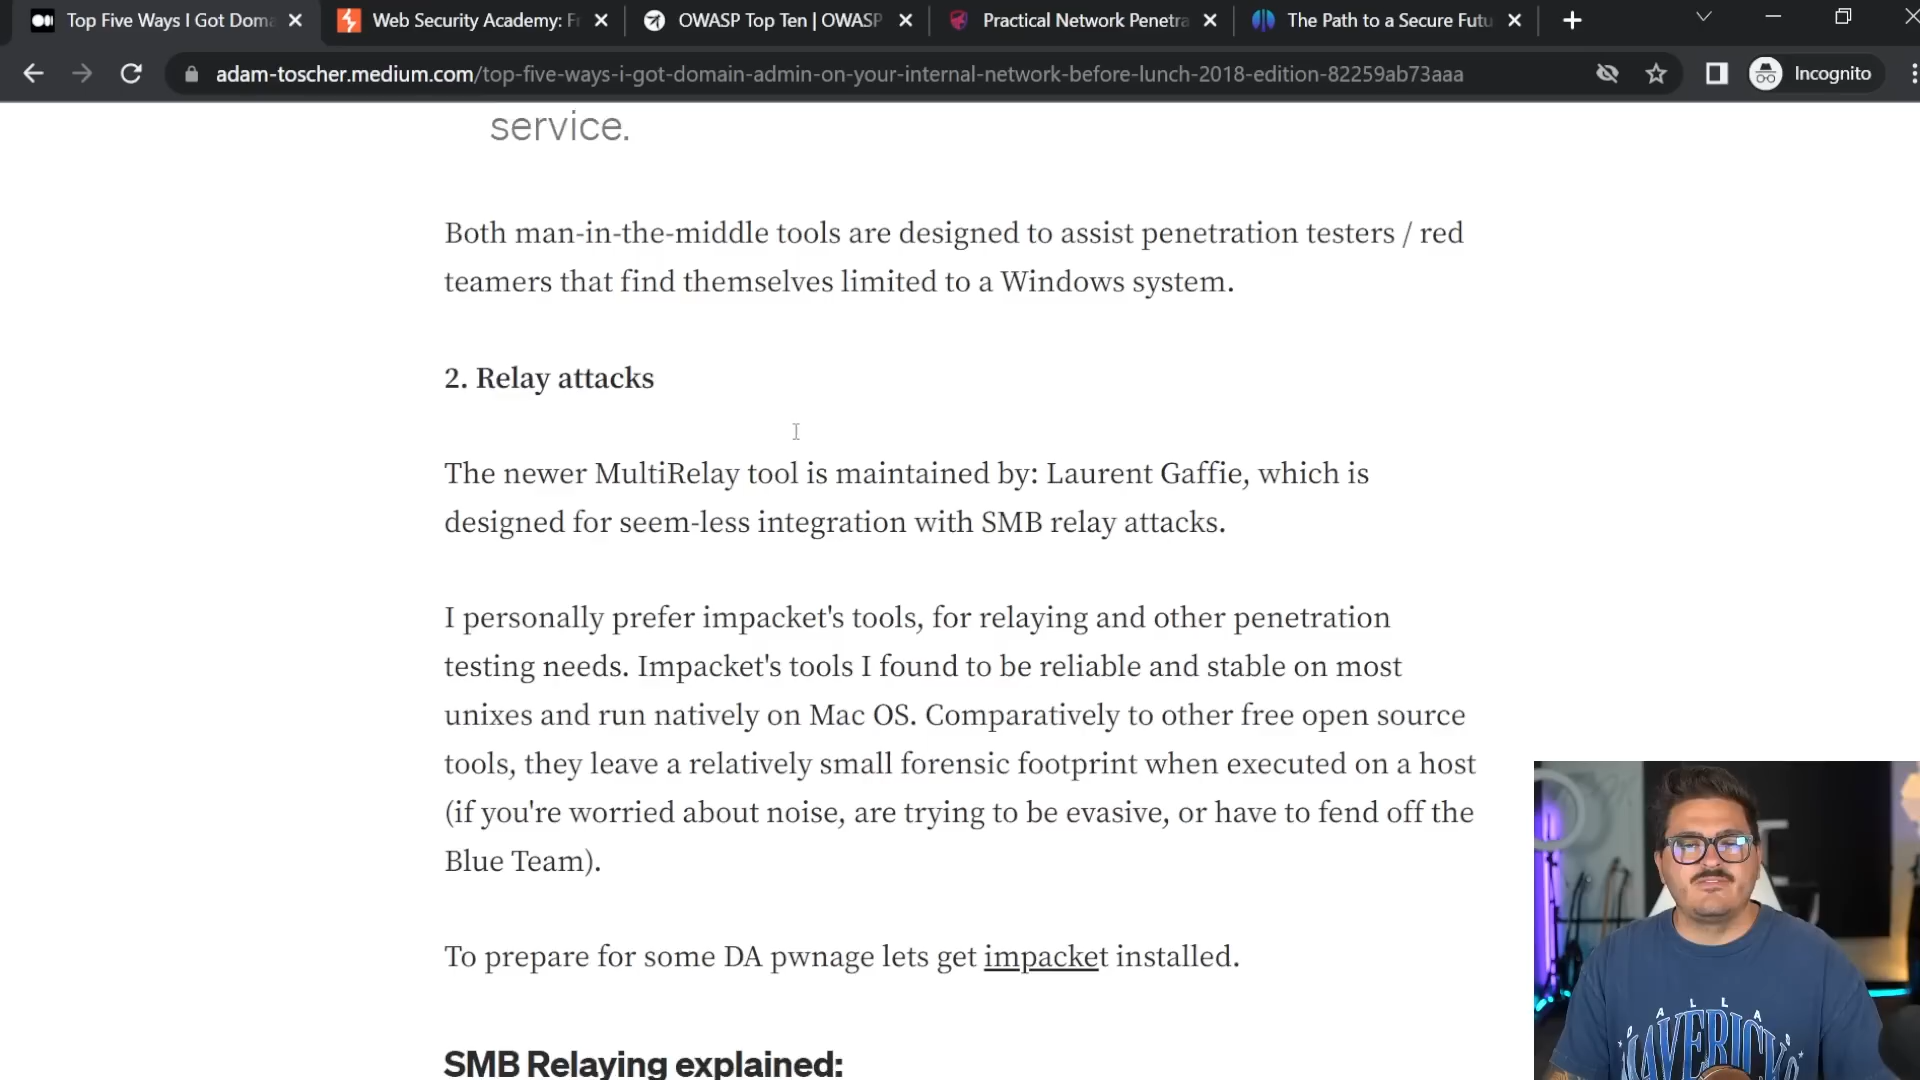 Top Five Ways I Got Doma
Web Security Academy: Fr
OWASP Top Ten | OWASP
Practical Network Penetra
The Path to a Secure Futu
adam-toscher.medium.com/top-five-ways-i-got-domain-admin-on-your-internal-network-before-lunch-2018-edition-82259ab73aaa
Incognito
service.
Both man-in-the-middle tools are designed to assist penetration testers / red
teamers that find themselves limited to a Windows system.
2. Relay attacks
The newer MultiRelay tool is maintained by: Laurent Gaffie, which is
designed for seem-less integration with SMB relay attacks.
I personally prefer impacket's tools, for relaying and other penetration
testing needs. Impacket's tools I found to be reliable and stable on most
unixes and run natively on Mac OS. Comparatively to other free open source
tools, they leave a relatively small forensic footprint when executed on a host
(if you're worried about noise, are trying to be evasive, or have to fend off the
Blue Team).
To prepare for some DA pwnage lets get impacket installed.
SMB Relaying explained:
DALLAS
MAVERICKS